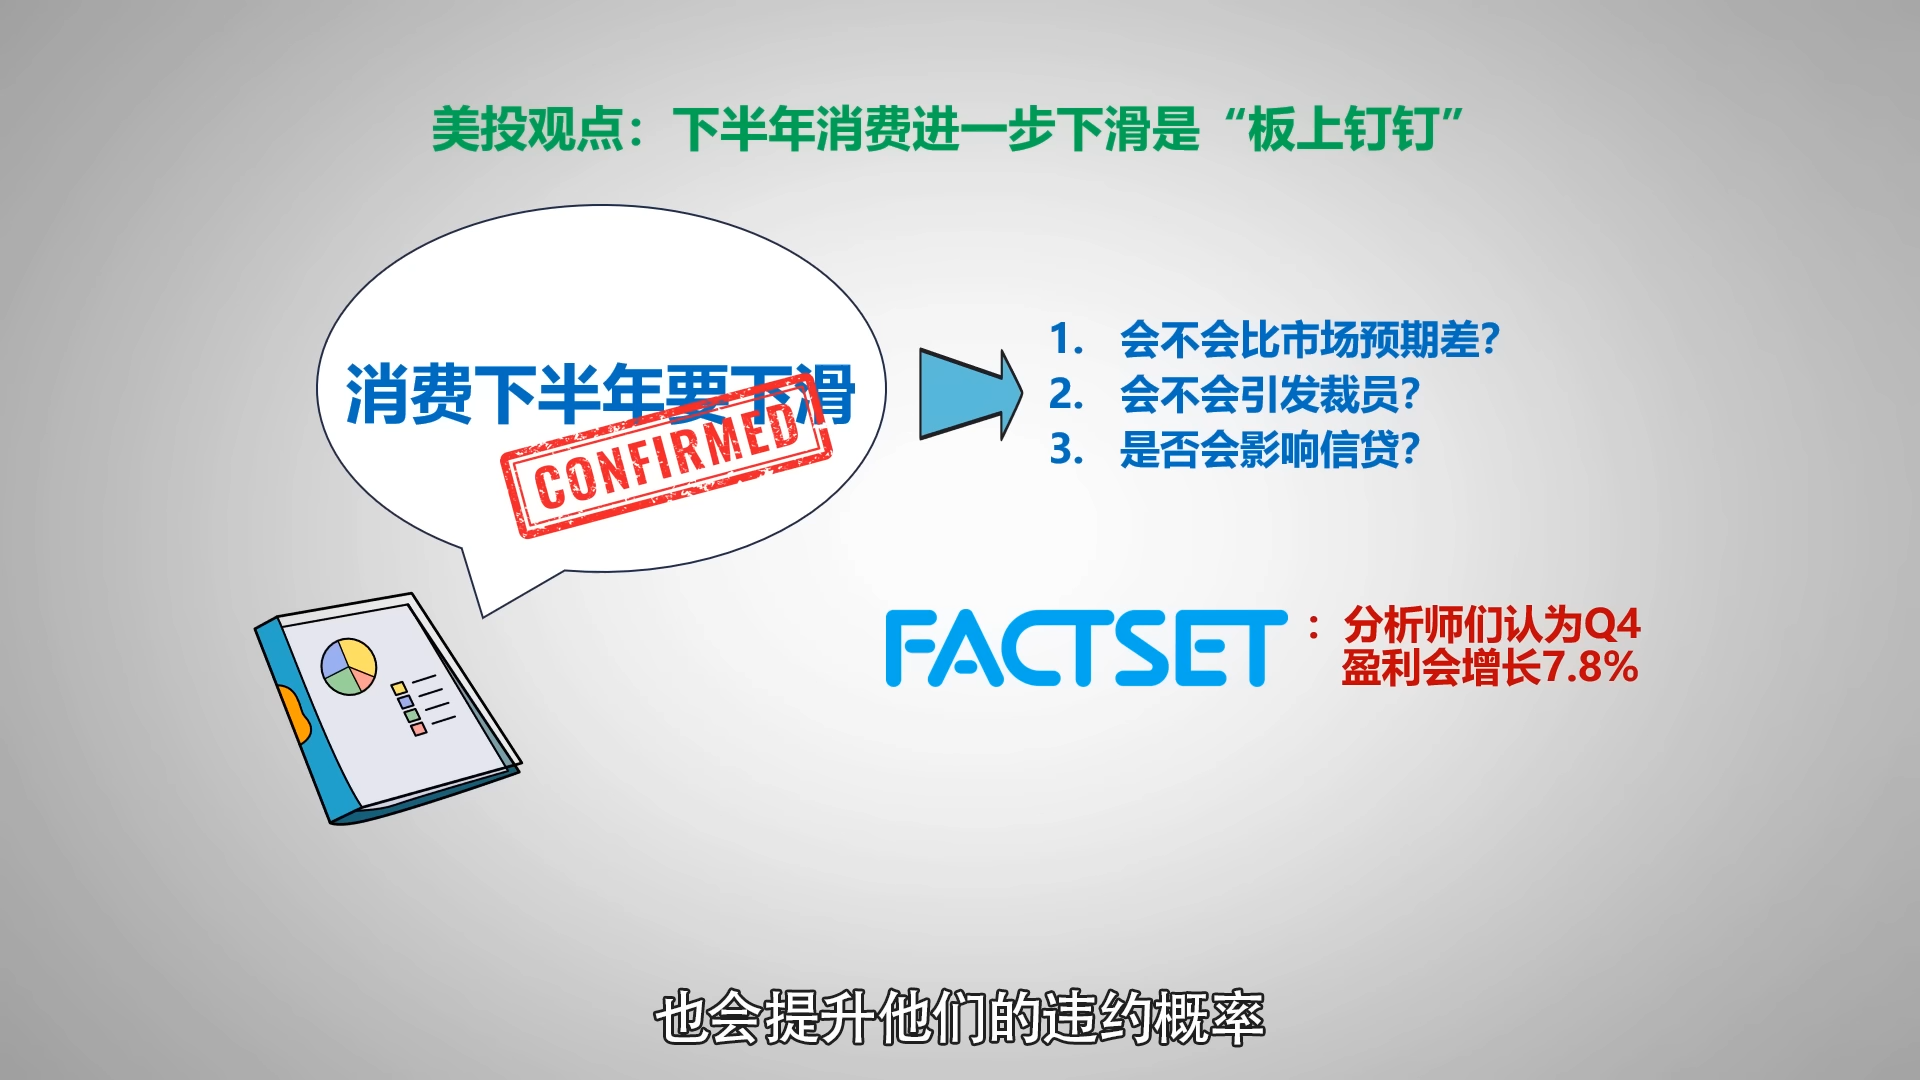 美投观点：下半年消费进一步下滑是“板上钉钉”
消费下半年要下滑
CONFIRMED
1. 会不会比市场预期差？
2. 会不会引发裁员？
3. 是否会影响信贷？
FACTSET：分析师们认为Q4
盈利会增长7.8%
也会提升他们的违约概率